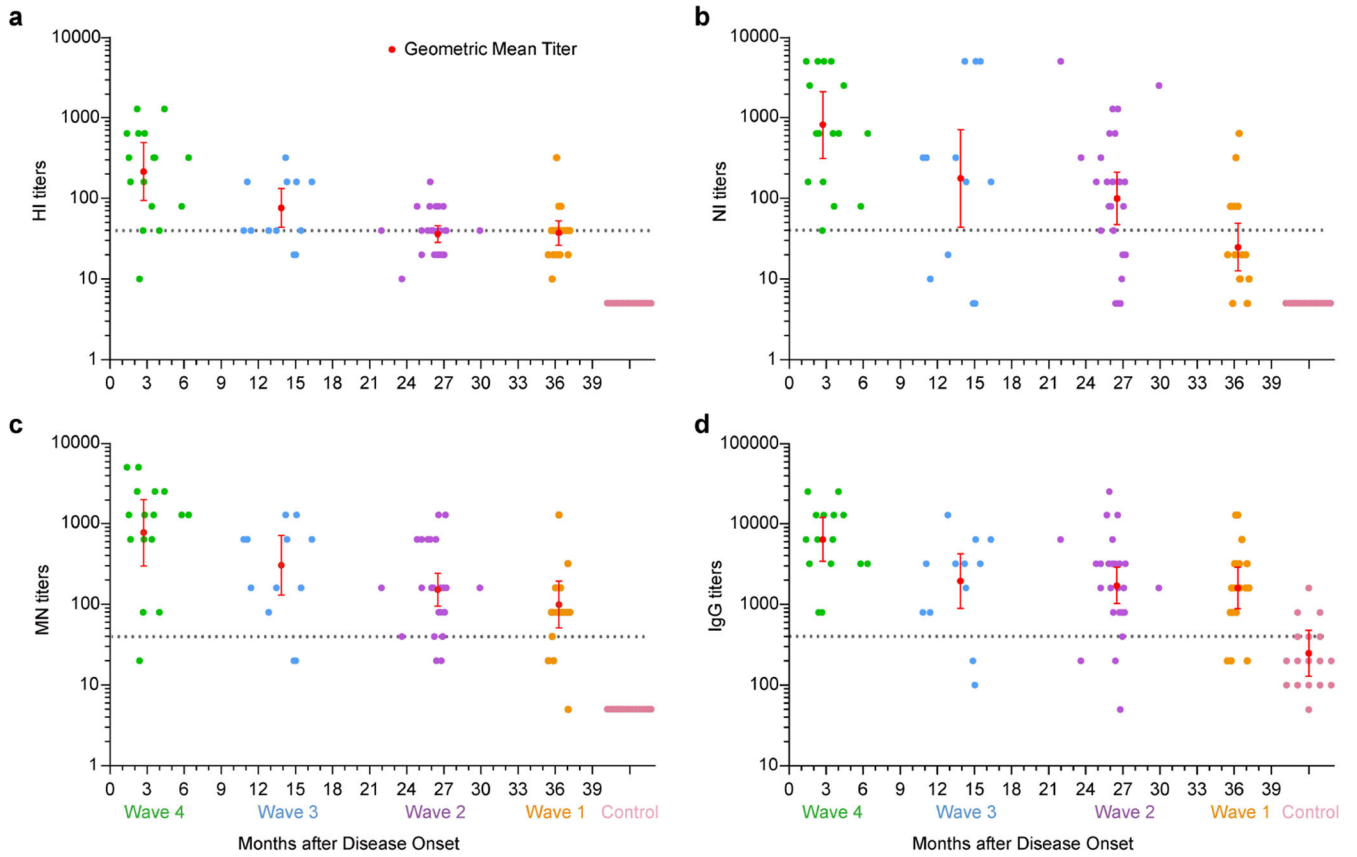 a
10000
1000
100
10
1
HI titers
Geometric Mean Titer
0 3 6 9 12 15 18 21 24 27 30 33 36 39
b
10000
1000
100
10
1
NI titers
0 3 6 9 12 15 18 21 24 27 30 33 36 39
c
10000
1000
100
10
1
MN titers
0 3 6 9 12 15 18 21 24 27 30 33 36 39
Wave 4 Wave 3 Wave 2 Wave 1 Control
Months after Disease Onset
d
100000
10000
1000
100
10
IgG titers
0 3 6 9 12 15 18 21 24 27 30 33 36 39
Wave 4 Wave 3 Wave 2 Wave 1 Control
Months after Disease Onset